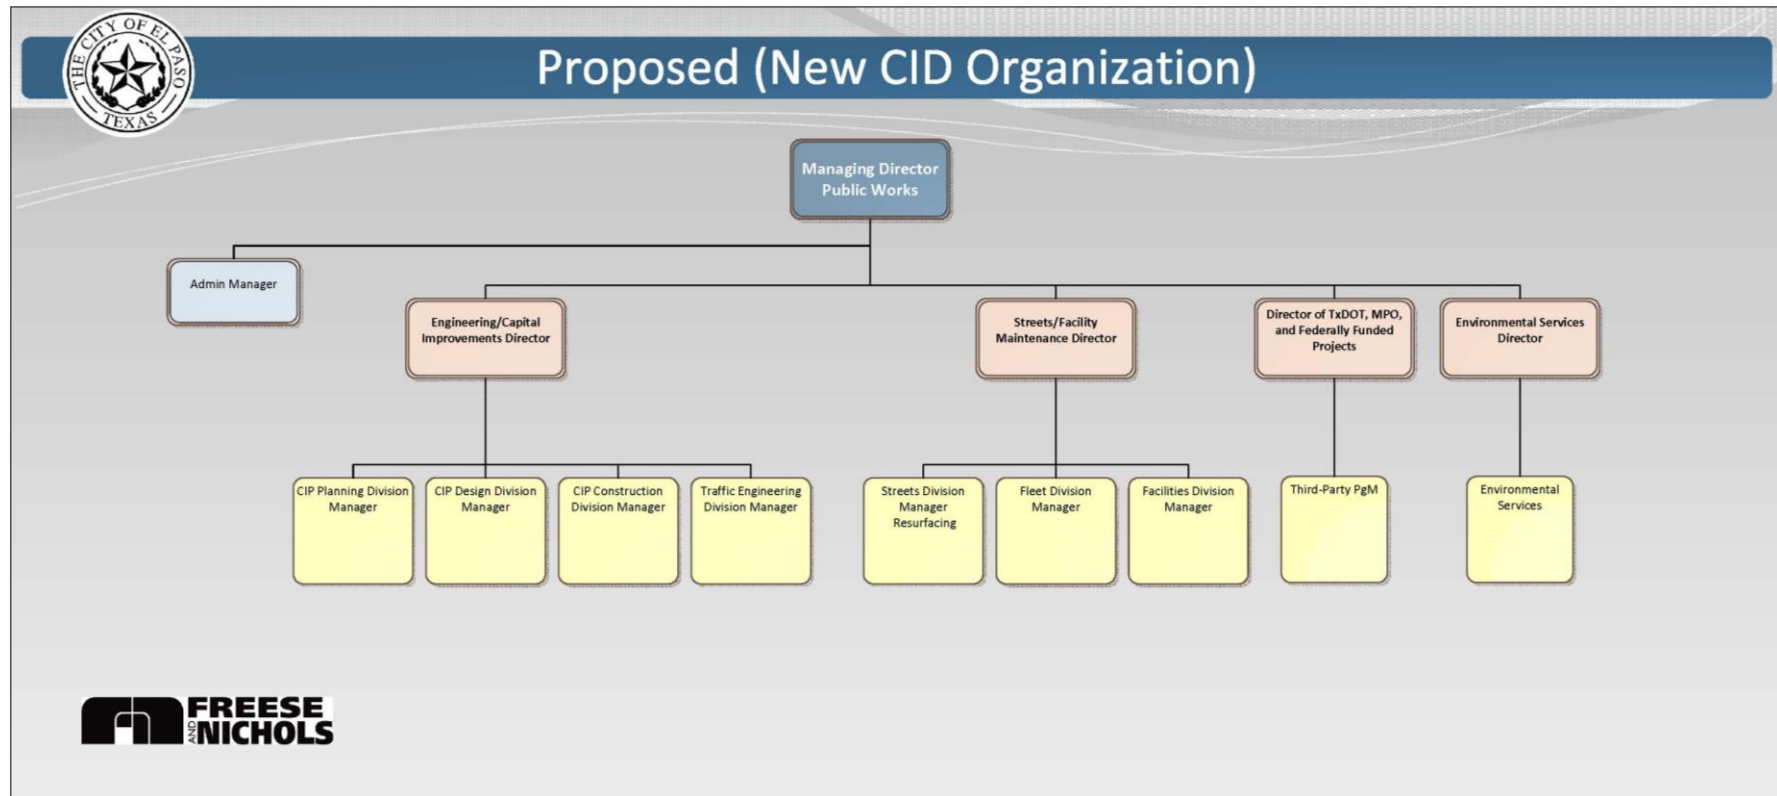 THE CITY OF EL PASO
TEXAS
Proposed (New CID Organization)
Managing Director
Public Works
Admin Manager
Engineering/Capital
Improvements Director
Streets/Facility
Maintenance Director
Director of TxDOT, MPO,
and Federally Funded
Projects
Environmental Services
Director
CIP Planning Division
Manager
CIP Design Division
Manager
CIP Construction
Division Manager
Traffic Engineering
Division Manager
Streets Division
Manager
Resurfacing
Fleet Division
Manager
Facilities Division
Manager
Third-Party PgM
Environmental
Services
FREESE
AND
NICHOLS